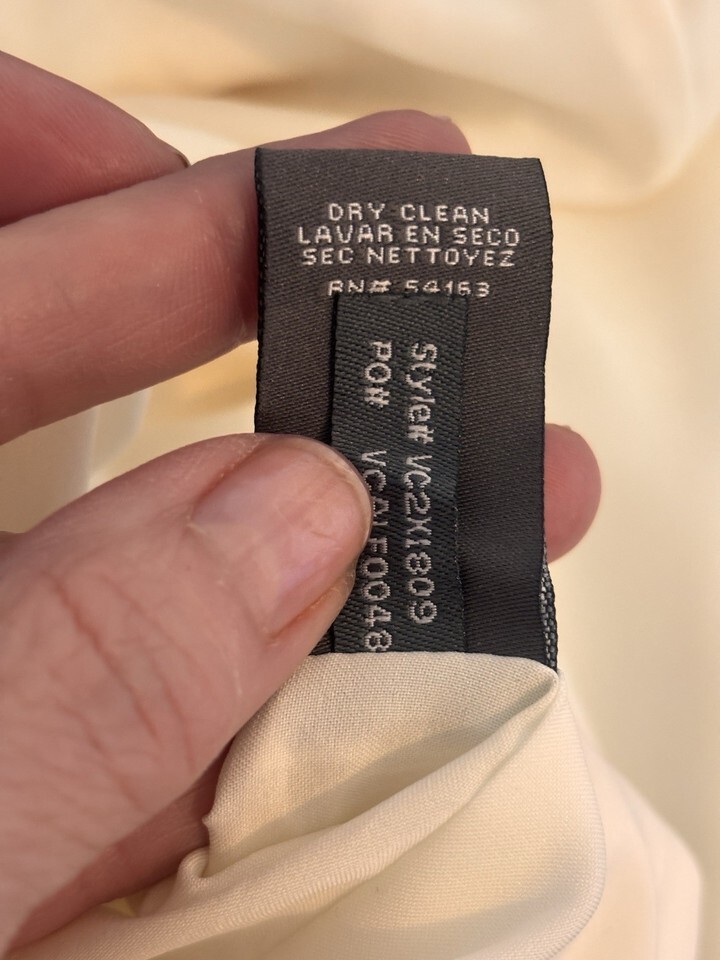 DRY CLEAN
LAVAR EN SECO
SEC NETTOYEZ
RN# 54163
Style# VC2X1809
PO#